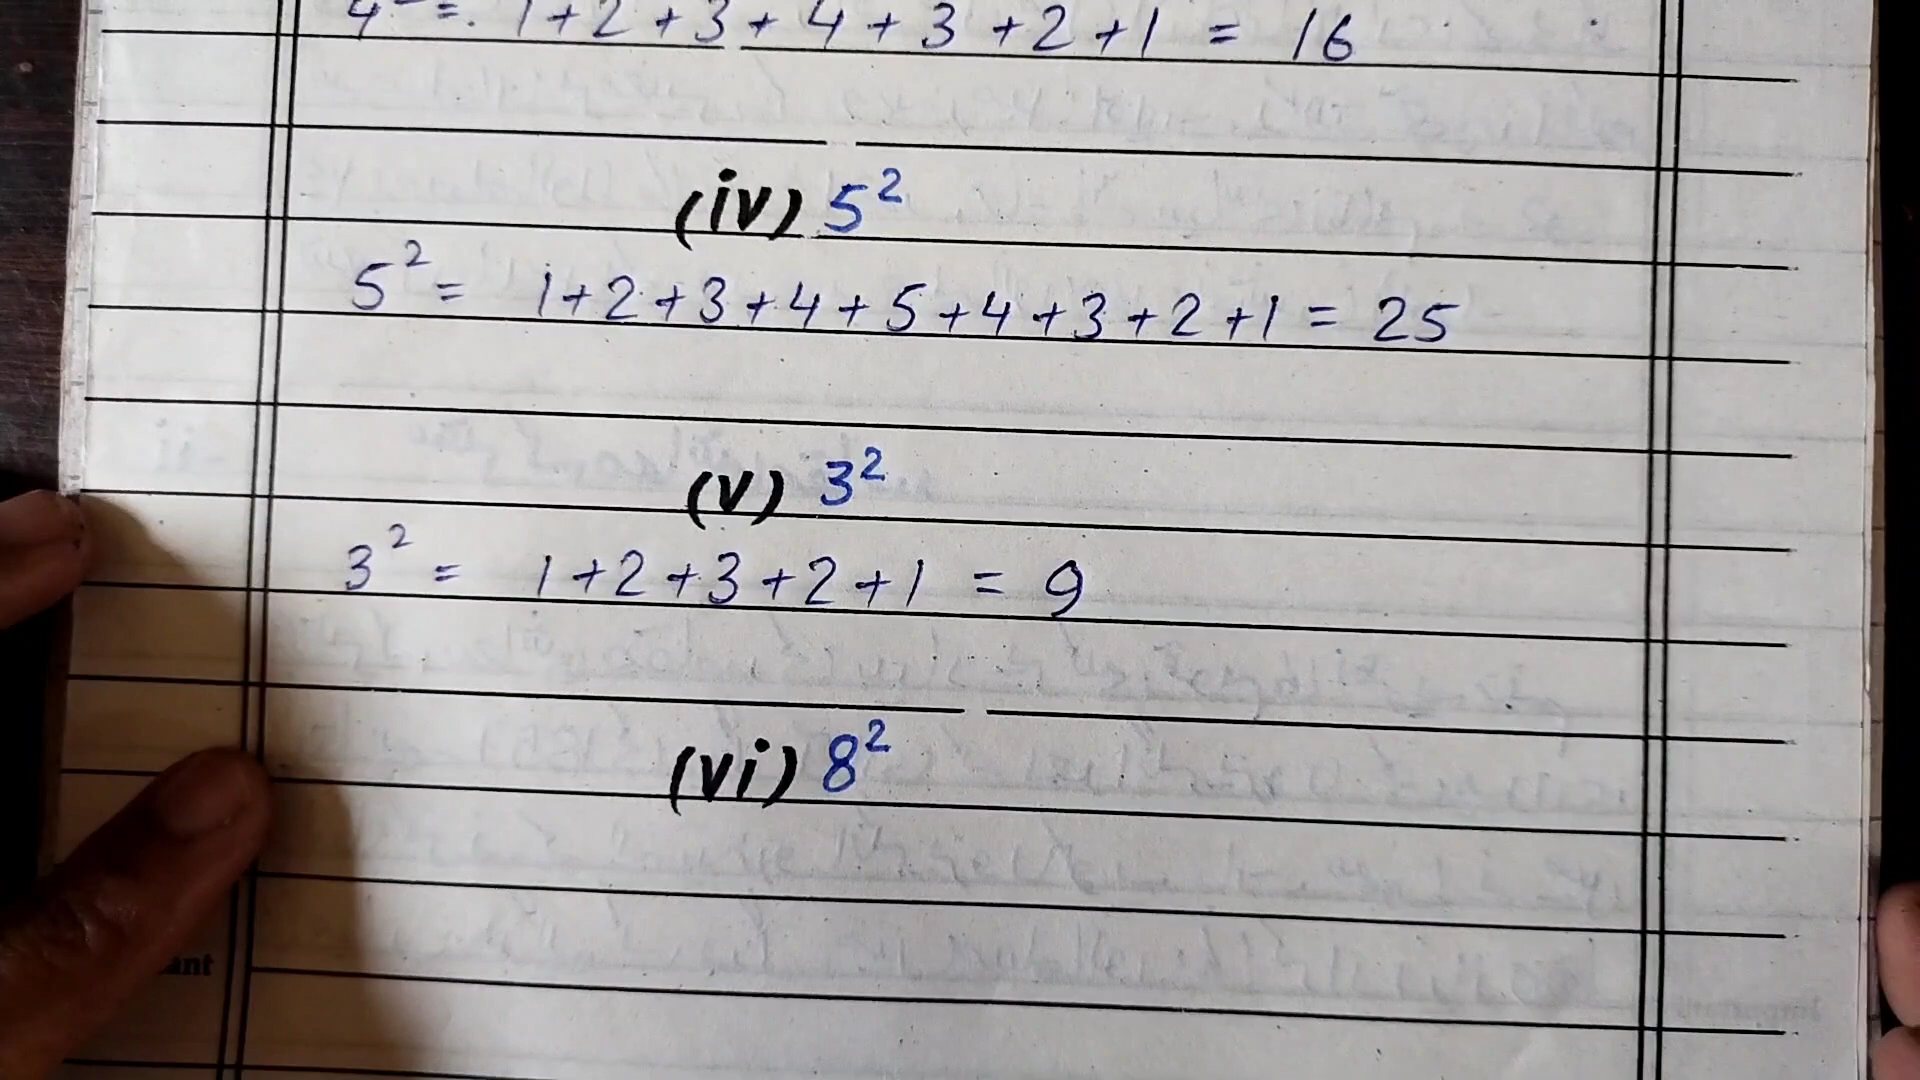 4² = 1+2+3+4+3+2+1 = 16
(iv) 5²
5² = 1+2+3+4+5+4+3+2+1 = 25
(v) 3²
3² = 1+2+3+2+1 = 9
(vi) 8²
ant